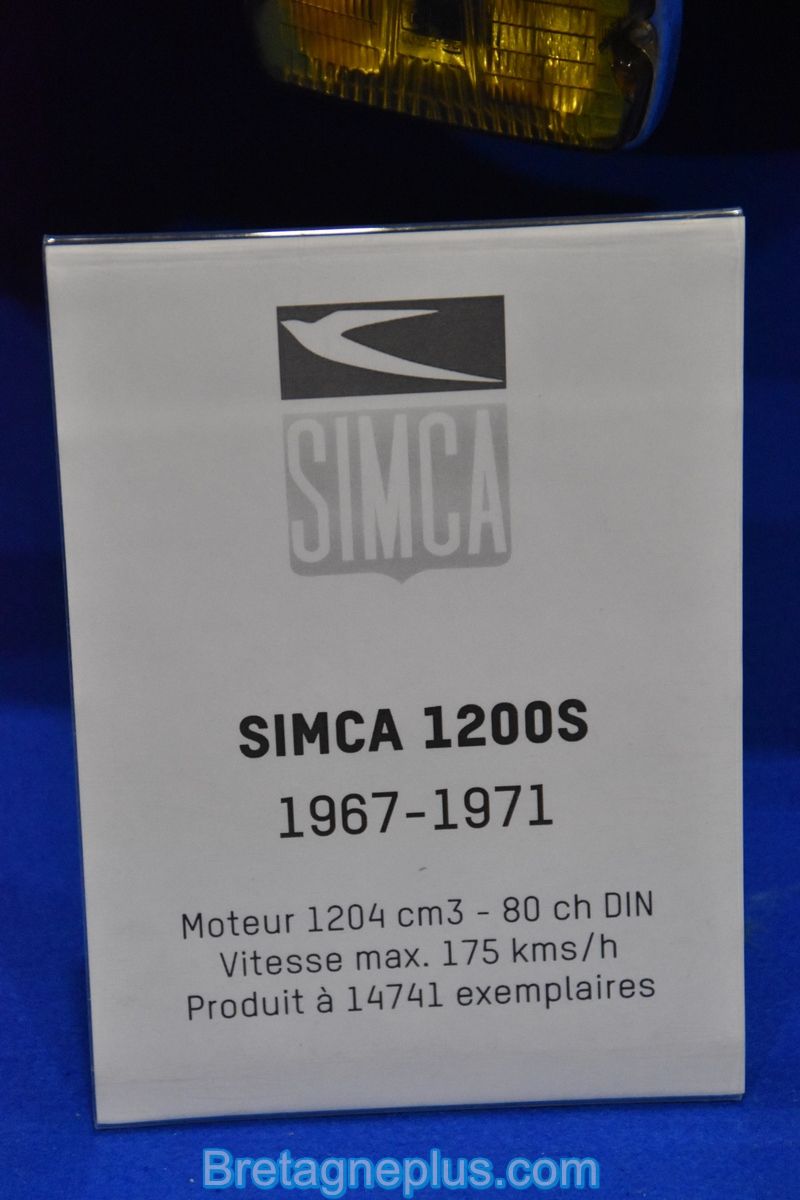 SIMCA
SIMCA 1200S
1967-1971
Moteur 1204 cm3 - 80 ch DIN
Vitesse max. 175 kms/h
Produit à 14741 exemplaires
Bretagneplus.com